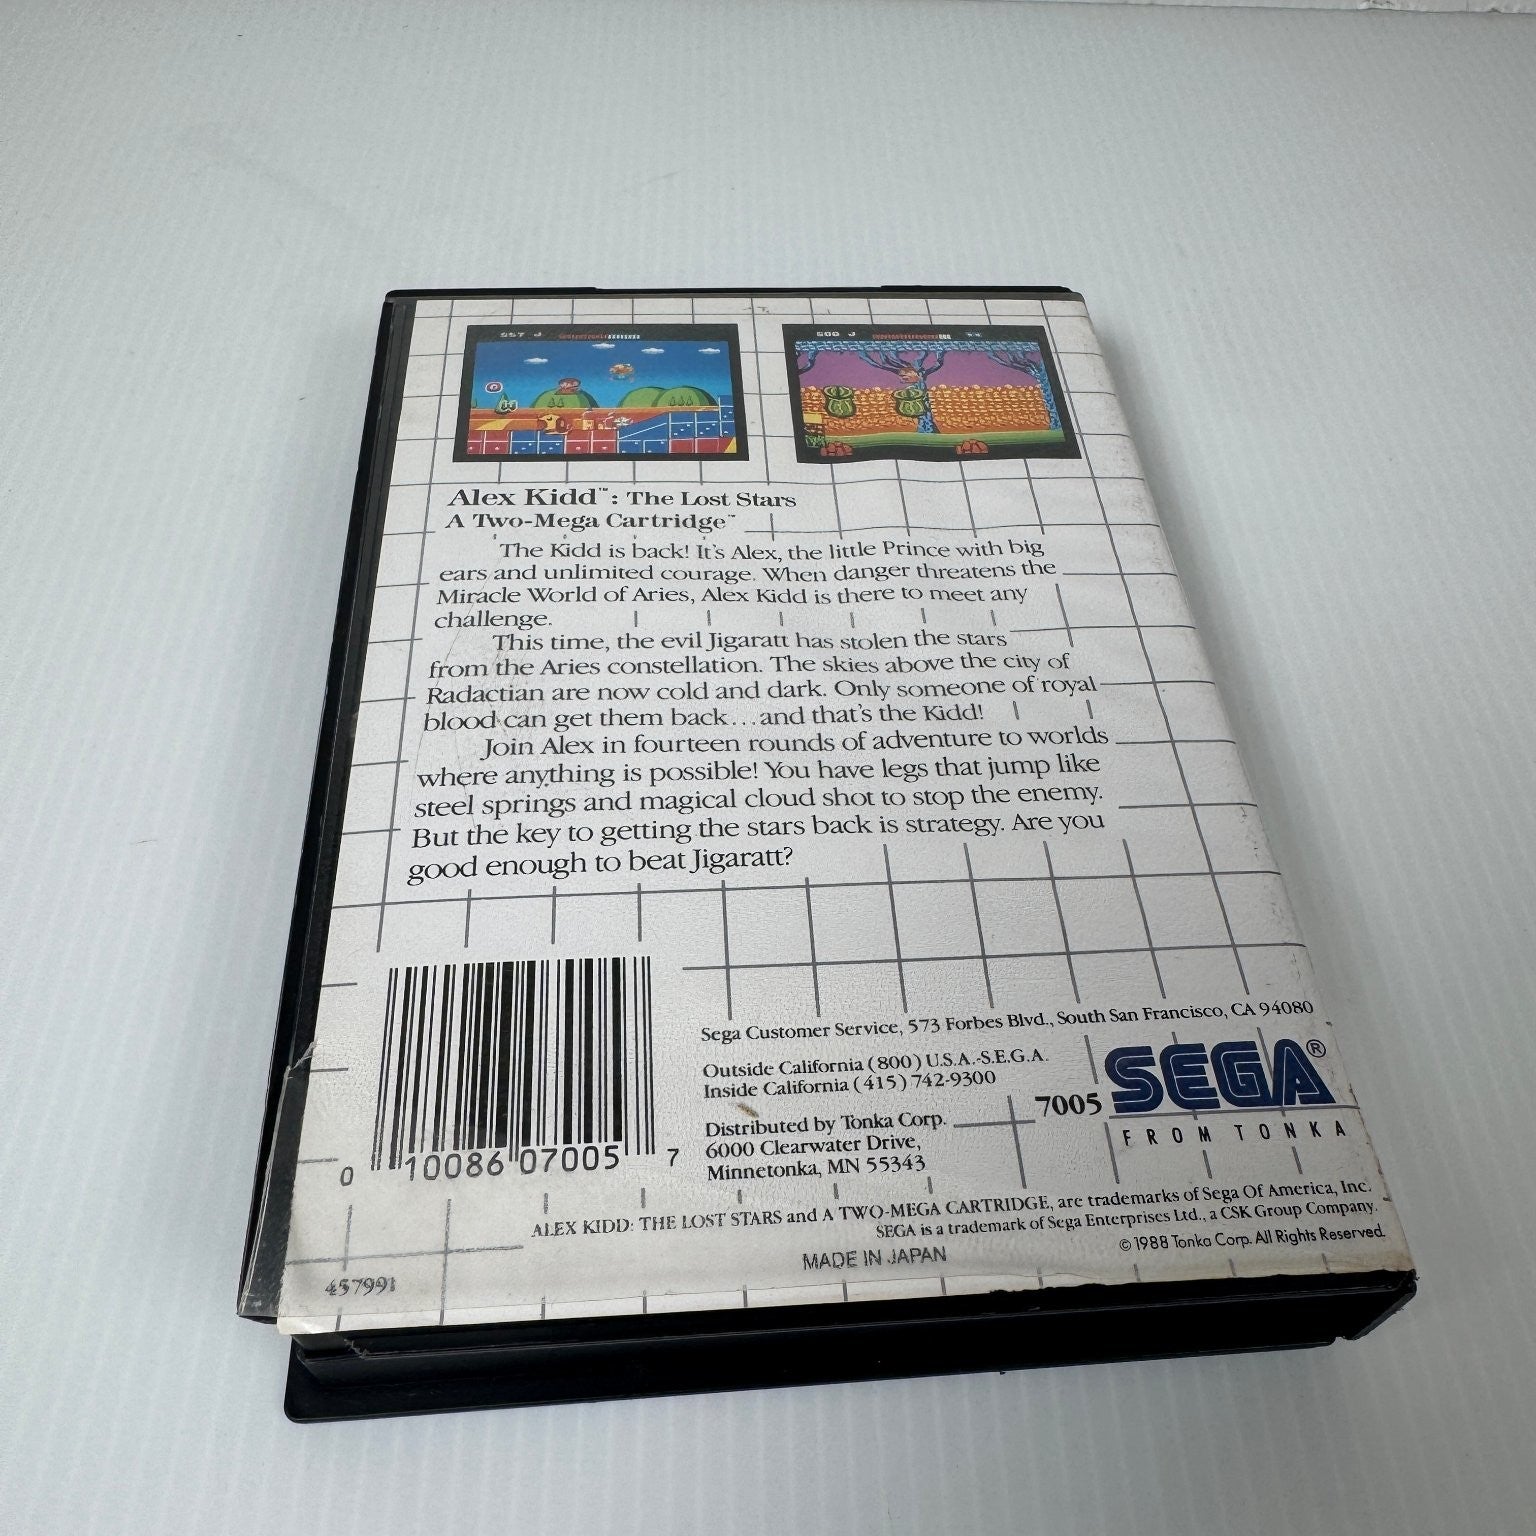 557 J
500 J
Alex Kidd™: The Lost Stars
A Two-Mega Cartridge™
The Kidd is back! It's Alex, the little Prince with big
ears and unlimited courage. When danger threatens the
Miracle World of Aries, Alex Kidd is there to meet any
challenge.
This time, the evil Jigaratt has stolen the stars
from the Aries constellation. The skies above the city of
Radactian are now cold and dark. Only someone of royal
blood can get them back...and that's the Kidd!
Join Alex in fourteen rounds of adventure to worlds
where anything is possible! You have legs that jump like
steel springs and magical cloud shot to stop the enemy.
But the key to getting the stars back is strategy. Are you
good enough to beat Jigaratt?
Sega Customer Service, 573 Forbes Blvd., South San Francisco, CA 94080
Outside California (800) U.S.A.-S.E.G.A.
Inside California (415) 742-9300
Distributed by Tonka Corp.
6000 Clearwater Drive,
Minnetonka, MN 55343
7005 SEGA®
FROM TONKA
0 10086 07005 7
ALEX KIDD: THE LOST STARS and A TWO-MEGA CARTRIDGE, are trademarks of Sega Of America, Inc.
SEGA is a trademark of Sega Enterprises Ltd., a CSK Group Company.
© 1988 Tonka Corp. All Rights Reserved.
MADE IN JAPAN
457991